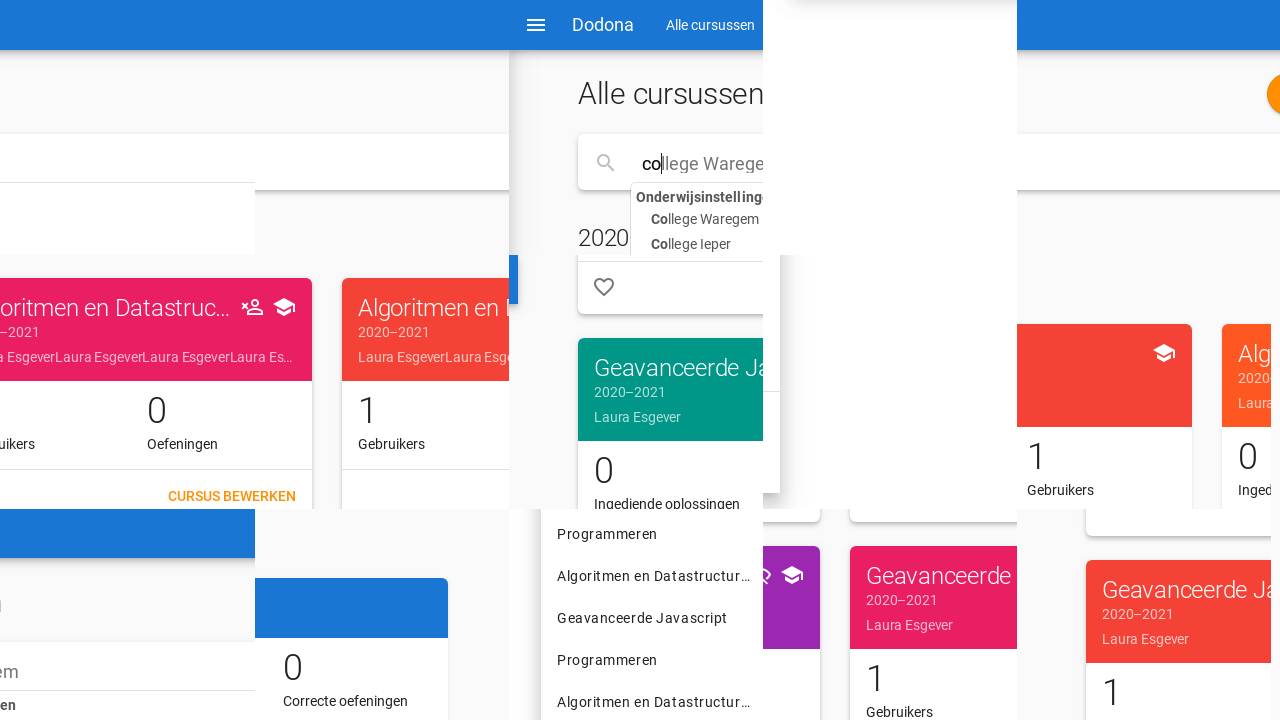 Dodona
Alle cursussen
Alle cursussen
college Warege
Onderwijsinstellinge
College Waregem
College Ieper
2020
oritmen en Datastruc...
–2021
a EsgeverLaura EsgeverLaura EsgeverLaura Es...
uikers
0
Oefeningen
CURSUS BEWERKEN
Algoritmen en
2020–2021
Laura EsgeverLaura Esge
1
Gebruikers
Geavanceerde Ja
2020–2021
Laura Esgever
0
Ingediende oplossingen
1
Gebruikers
Alg
2020
Laura
0
Inged
em
en
0
Correcte oefeningen
Programmeren
Algoritmen en Datastructur...
Geavanceerde Javascript
Programmeren
Algoritmen en Datastructur...
Geavanceerde
2020–2021
Laura Esgever
1
Gebruikers
Geavanceerde Ja
2020–2021
Laura Esgever
1